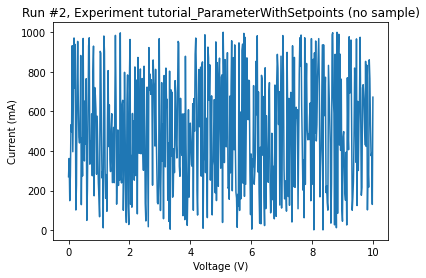 Run #2, Experiment tutorial_ParameterWithSetpoints (no sample)
1000
800
600
400
200
0
Current (mA)
0 2 4 6 8 10
Voltage (V)